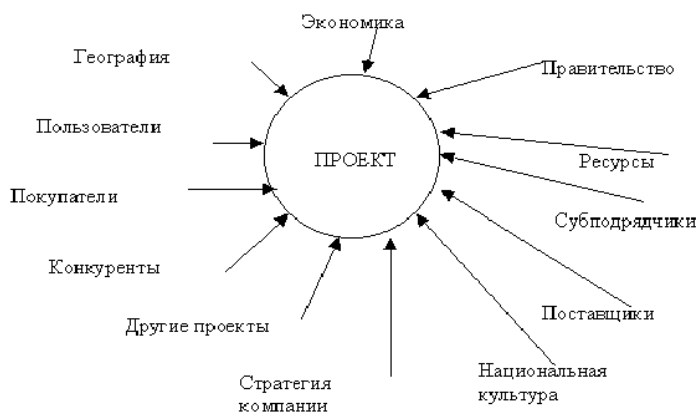 Экономика
География
Правительство
Пользователи
ПРОЕКТ
Ресурсы
Покупатели
Субподрядчики
Конкуренты
Поставщики
Другие проекты
Национальная
культура
Стратегия
компании